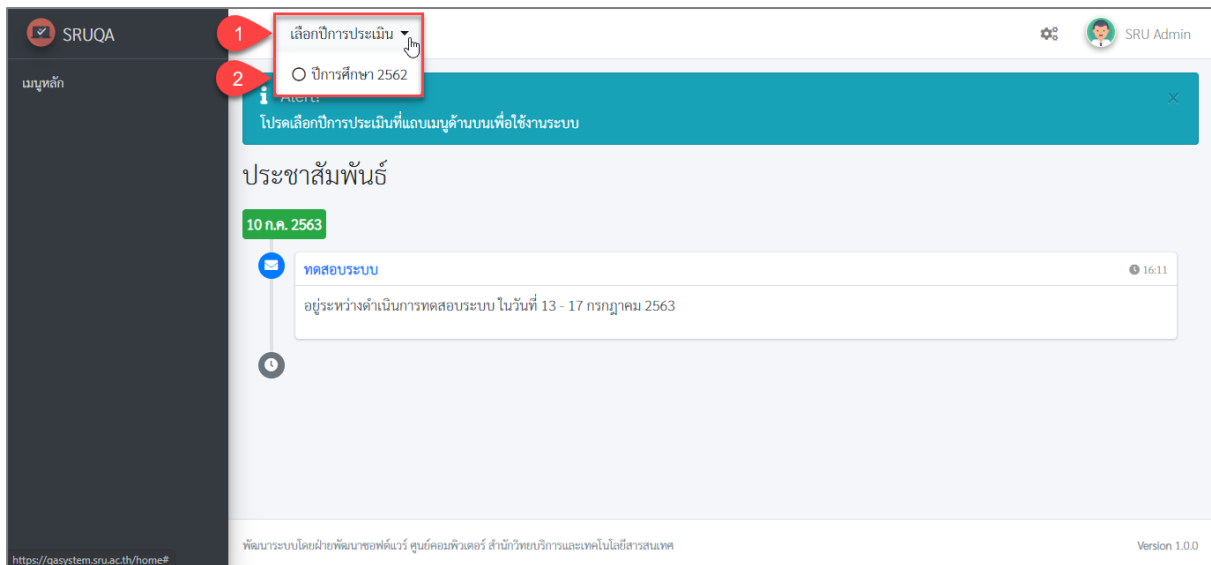 SRUQA
1
เลือกปีการประเมิน
SRU Admin
2
ปีการศึกษา 2562
เมนูหลัก
Alert!
โปรดเลือกปีการประเมินที่แถบเมนูด้านบนเพื่อใช้งานระบบ
ประชาสัมพันธ์
10 ก.ค. 2563
ทดสอบระบบ
16:11
อยู่ระหว่างดำเนินการทดสอบระบบ ในวันที่ 13 - 17 กรกฎาคม 2563
พัฒนาระบบโดยฝ่ายพัฒนาซอฟต์แวร์ ศูนย์คอมพิวเตอร์ สำนักวิทยบริการและเทคโนโลยีสารสนเทศ
Version 1.0.0
https://qasystem.sru.ac.th/home#